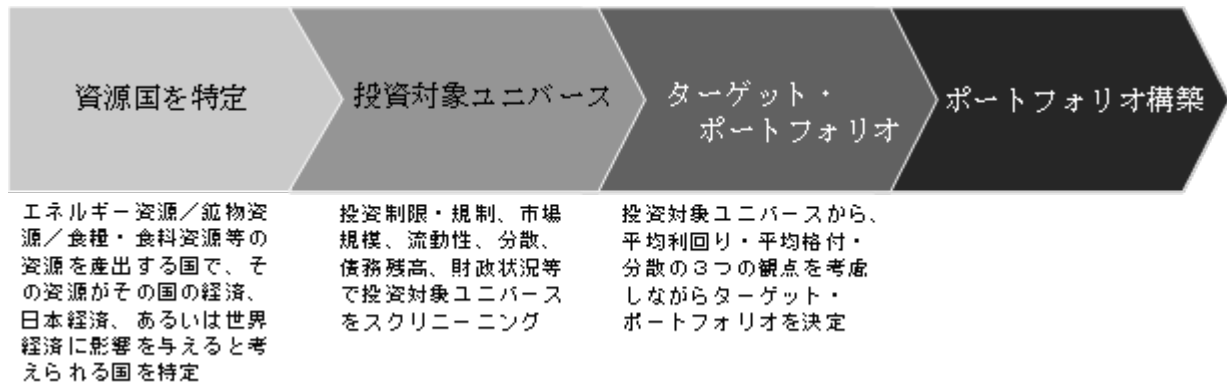 資源国を特定
投資対象ユニバース
ターゲット・
ポートフォリオ
ポートフォリオ構築
エネルギー資源／鉱物資
源／食糧・食料資源等の
資源を産出する国で、そ
の資源がその国の経済、
日本経済、あるいは世界
経済に影響を与えると考
えられる国を特定
投資制限・規制、市場
規模、流動性、分散、
債務残高、財政状況等
で投資対象ユニバース
をスクリーニング
投資対象ユニバースから、
平均利回り・平均格付・
分散の３つの観点を考慮
しながらターゲット・
ポートフォリオを決定